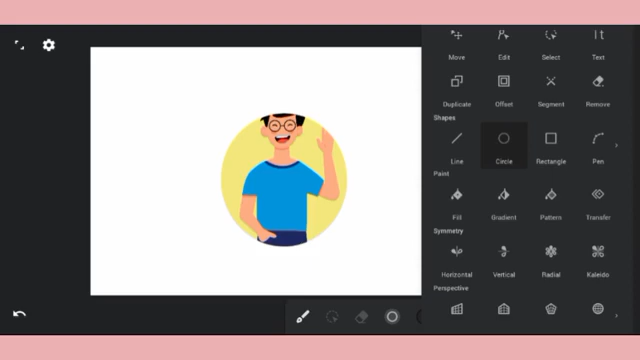 Move Edit Select Text
Duplicate Offset Segment Remove
Shapes
Line Circle Rectangle Pen
Paint
Fill Gradient Pattern Transfer
Symmetry
Horizontal Vertical Radial Kaleido
Perspective